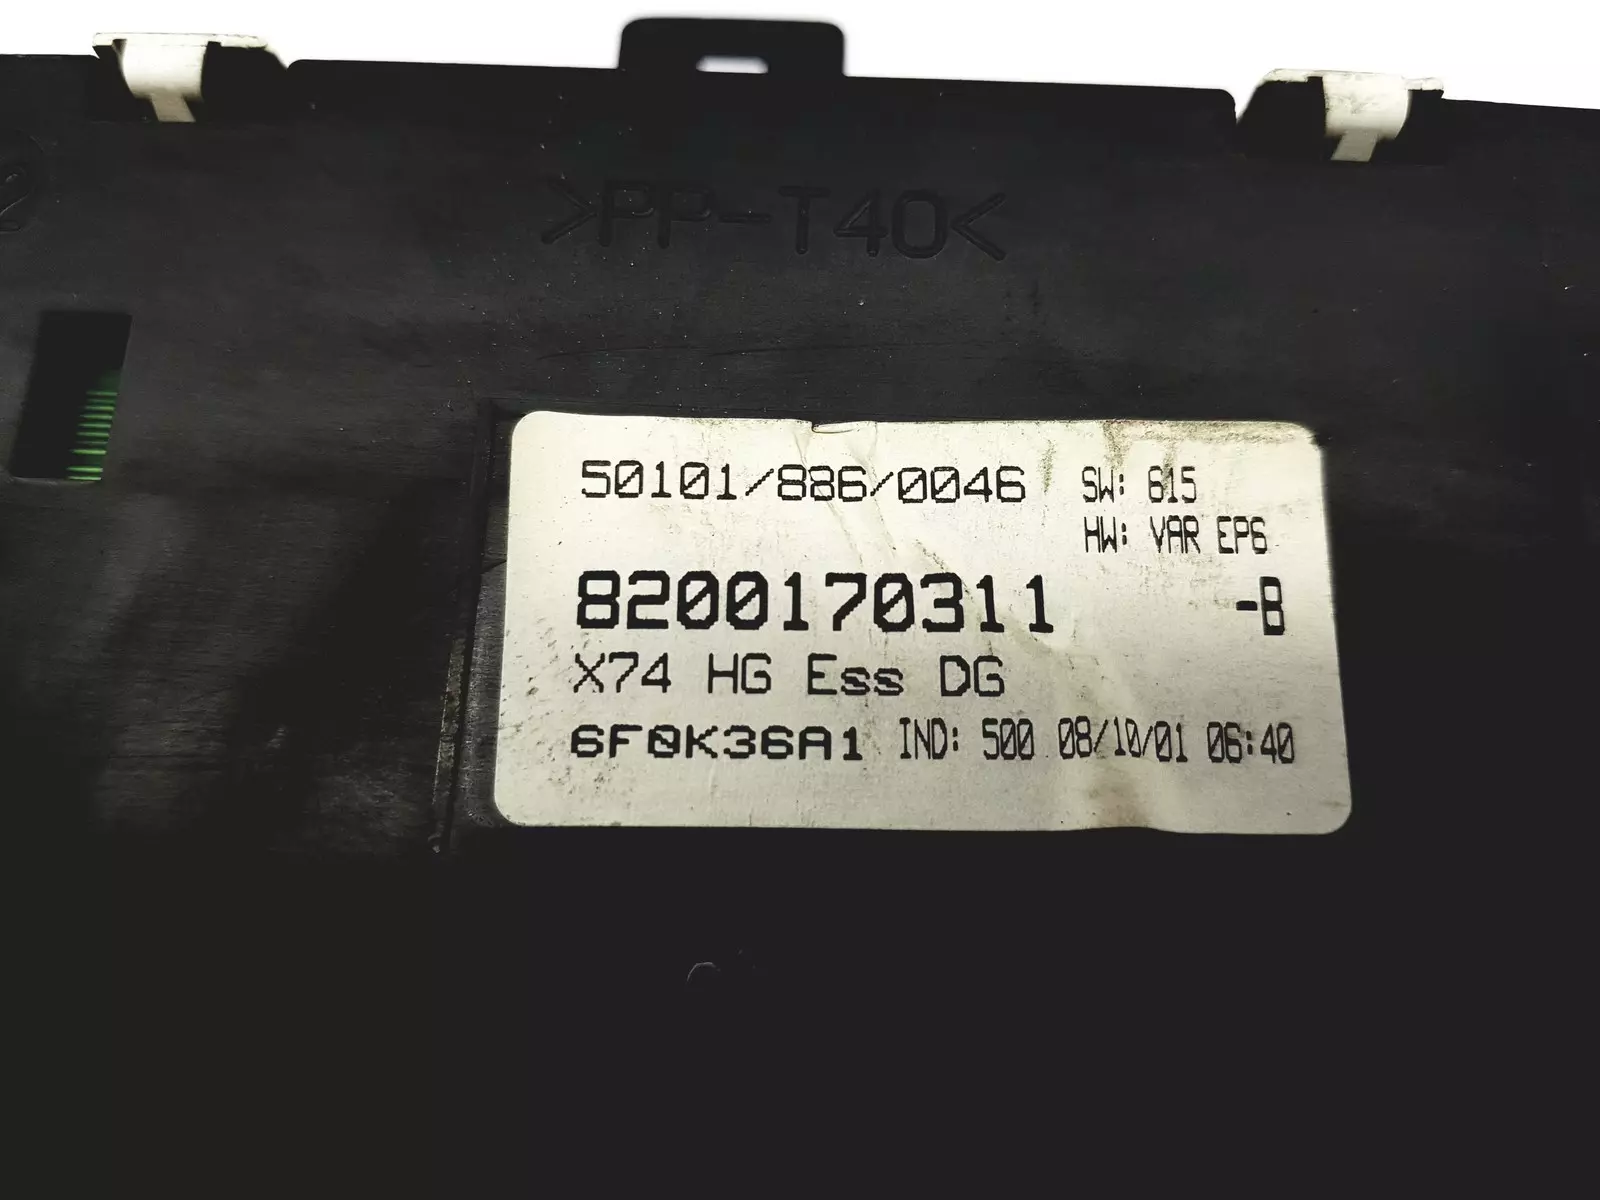 >PP-T40<
2
50101/886/0046 SW: 615
HW: VAR EP6
8200170311 -B
X74 HG Ess DG
6F0K36A1 IND: 500 08/10/01 06:40